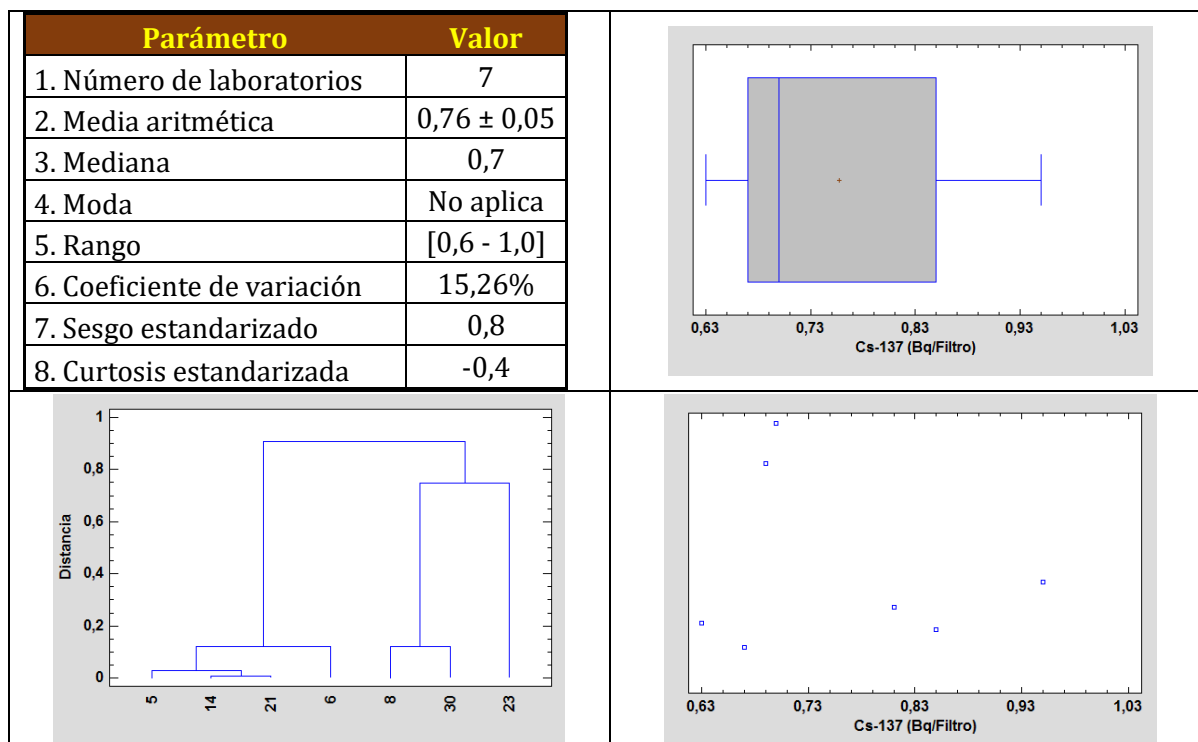 Parámetro Valor
1. Número de laboratorios 7
2. Media aritmética 0,76 ± 0,05
3. Mediana 0,7
4. Moda No aplica
5. Rango [0,6 - 1,0]
6. Coeficiente de variación 15,26%
7. Sesgo estandarizado 0,8
8. Curtosis estandarizada -0,4
0,63 0,73 0,83 0,93 1,03
Cs-137 (Bq/Filtro)
1
0,8
0,6
0,4
0,2
0
Distancia
5 14 21 6 8 30 23
0,63 0,73 0,83 0,93 1,03
Cs-137 (Bq/Filtro)